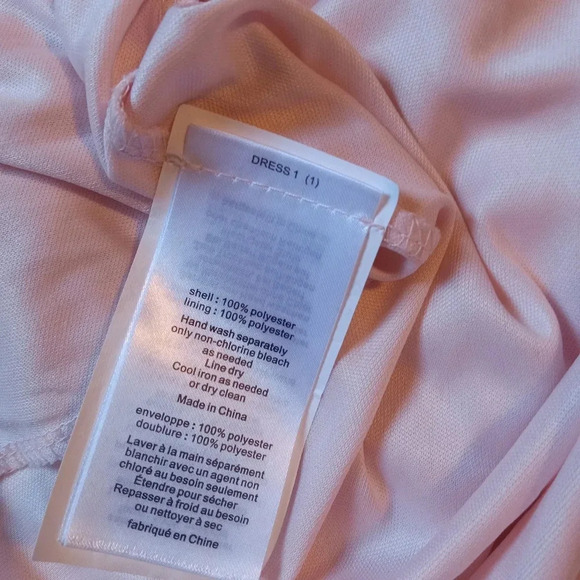 DRESS 1 (1)
shell : 100% polyester
lining : 100% polyester
Hand wash separately
only non-chlorine bleach
as needed
Line dry
Cool iron as needed
or dry clean
Made in China
enveloppe : 100% polyester
doublure : 100% polyester
Laver à la main séparément
blanchir avec un agent non
chloré au besoin seulement
Étendre pour sécher
Repasser à froid au besoin
ou nettoyer à sec
fabriqué en Chine